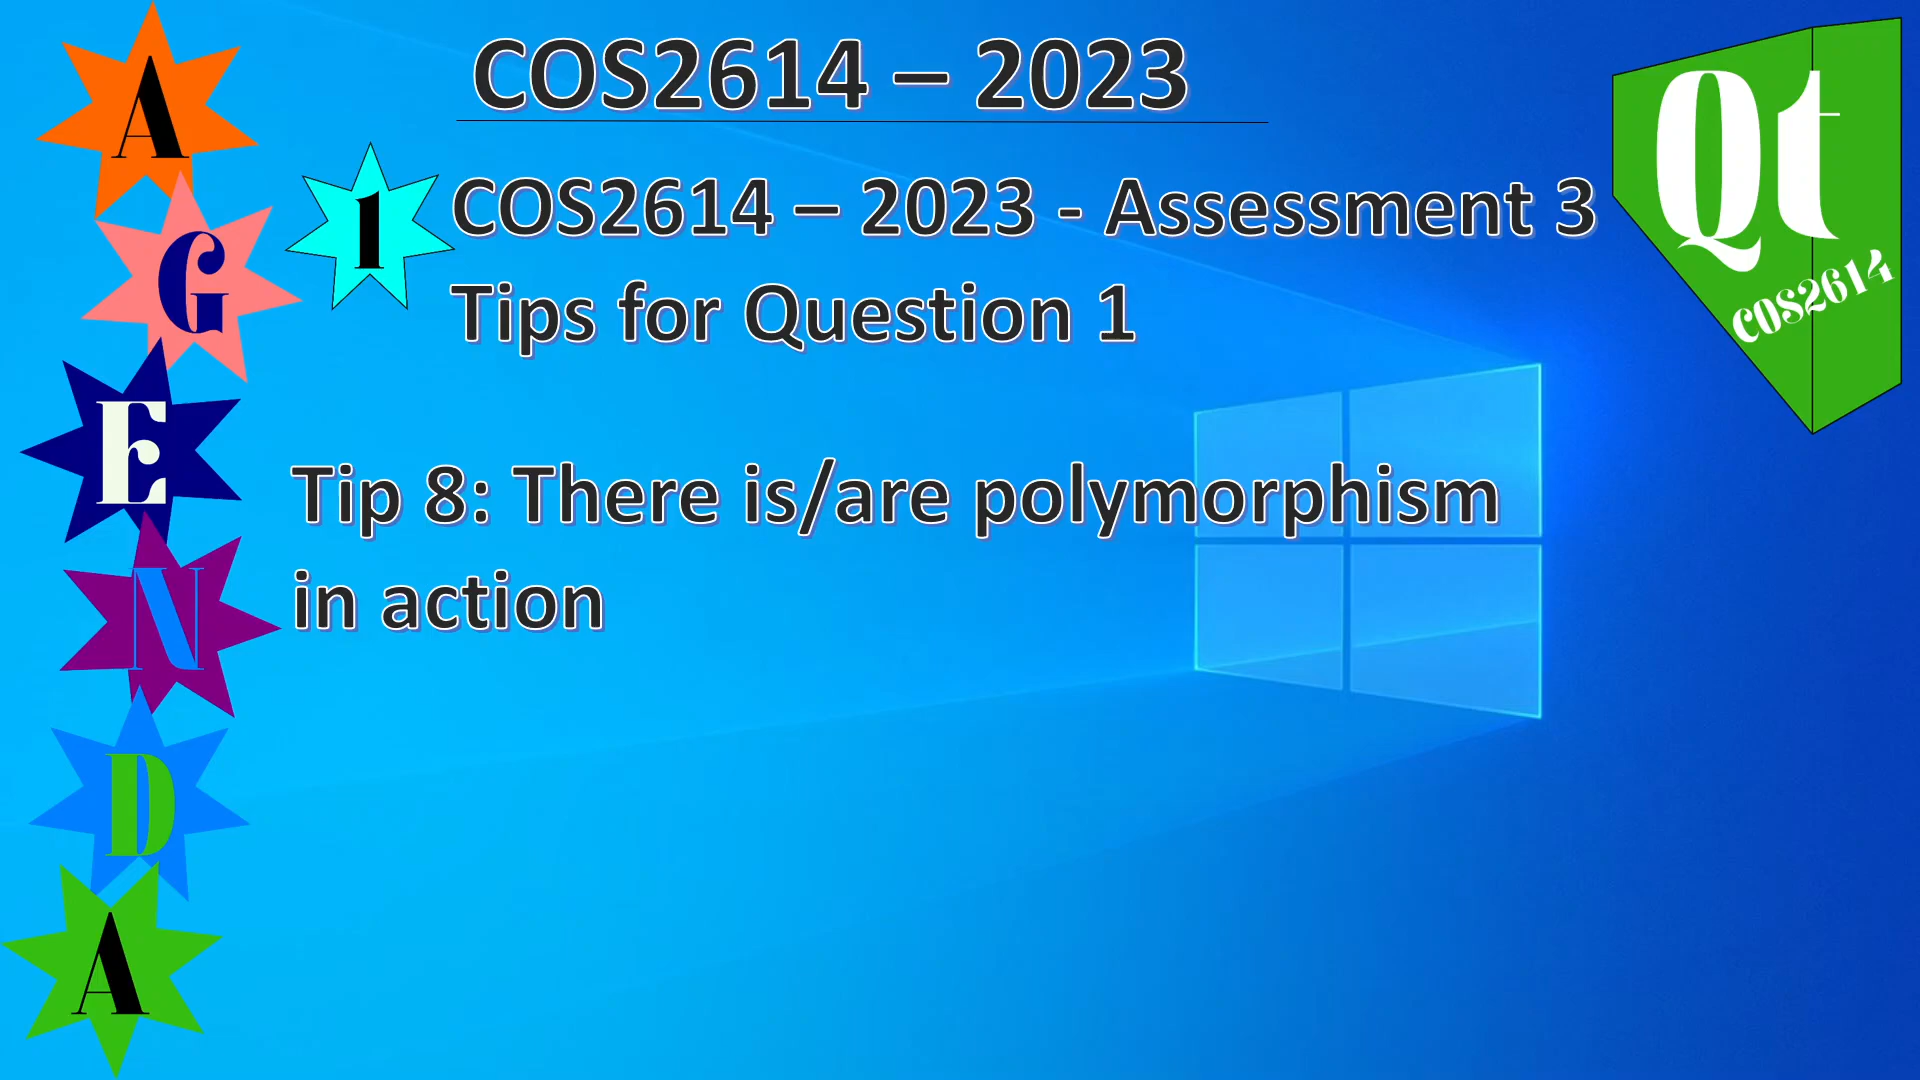 COS2614 – 2023
A
G
E
N
D
A
1
COS2614 – 2023 - Assessment 3
Tips for Question 1
Tip 8: There is/are polymorphism
in action
Qt
COS2614